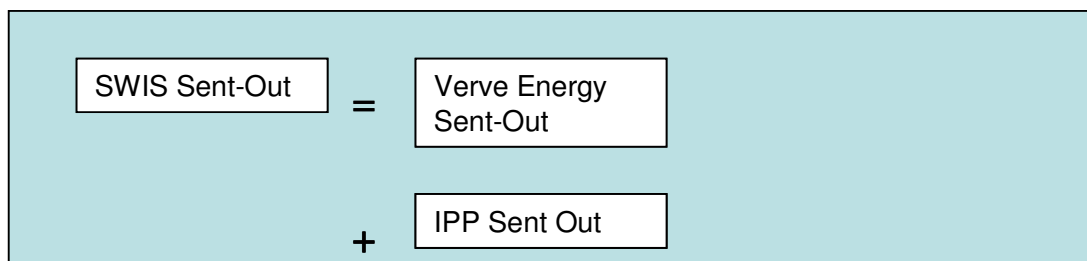 SWIS Sent-Out
=
Verve Energy
Sent-Out
+
IPP Sent Out